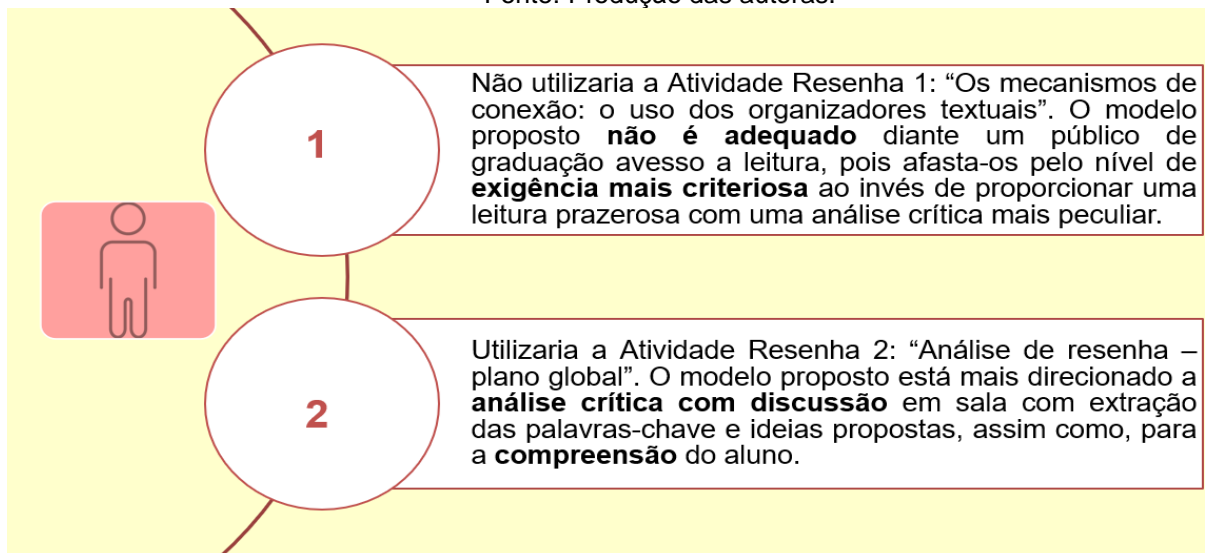 Fonte: Produção das autoras.
1
Não utilizaria a Atividade Resenha 1: “Os mecanismos de
conexão: o uso dos organizadores textuais”. O modelo
proposto não é adequado diante um público de
graduação avesso a leitura, pois afasta-os pelo nível de
exigência mais criteriosa ao invés de proporcionar uma
leitura prazerosa com uma análise crítica mais peculiar.
2
Utilizaria a Atividade Resenha 2: “Análise de resenha –
plano global”. O modelo proposto está mais direcionado a
análise crítica com discussão em sala com extração
das palavras-chave e ideias propostas, assim como, para
a compreensão do aluno.